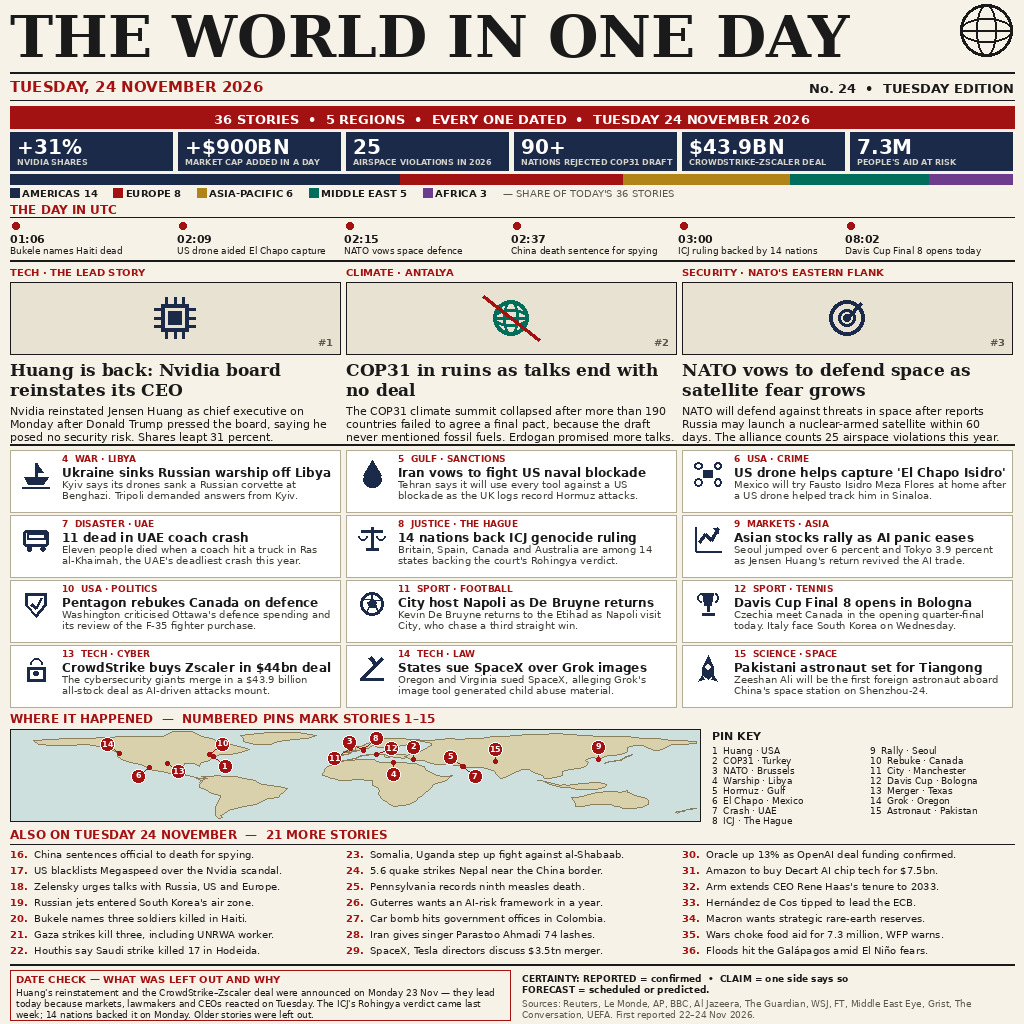 THE WORLD IN ONE DAY
TUESDAY, 24 NOVEMBER 2026
No. 24 • TUESDAY EDITION
36 STORIES • 5 REGIONS • EVERY ONE DATED • TUESDAY 24 NOVEMBER 2026
+31%
NVIDIA SHARES
+$900BN
MARKET CAP ADDED IN A DAY
25
AIRSPACE VIOLATIONS IN 2026
90+
NATIONS REJECTED COP31 DRAFT
$43.9BN
CROWDSTRIKE-ZSCALER DEAL
7.3M
PEOPLE'S AID AT RISK
AMERICAS 14
EUROPE 8
ASIA-PACIFIC 6
MIDDLE EAST 5
AFRICA 3
— SHARE OF TODAY'S 36 STORIES
THE DAY IN UTC
01:06
Bukele names Haiti dead
02:09
US drone aided El Chapo capture
02:15
NATO vows space defence
02:37
China death sentence for spying
03:00
ICJ ruling backed by 14 nations
08:02
Davis Cup Final 8 opens today
TECH · THE LEAD STORY
#1
Huang is back: Nvidia board
reinstates its CEO
Nvidia reinstated Jensen Huang as chief executive on
Monday after Donald Trump pressed the board, saying he
posed no security risk. Shares leapt 31 percent.
CLIMATE · ANTALYA
#2
COP31 in ruins as talks end with
no deal
The COP31 climate summit collapsed after more than 190
countries failed to agree a final pact, because the draft
never mentioned fossil fuels. Erdogan promised more talks.
SECURITY · NATO'S EASTERN FLANK
#3
NATO vows to defend space as
satellite fear grows
NATO will defend against threats in space after reports
Russia may launch a nuclear-armed satellite within 60
days. The alliance counts 25 airspace violations this year.
4 WAR · LIBYA
Ukraine sinks Russian warship off Libya
Kyiv says its drones sank a Russian corvette at
Benghazi. Tripoli demanded answers from Kyiv.
5 GULF · SANCTIONS
Iran vows to fight US naval blockade
Tehran says it will use every tool against a US
blockade as the UK logs record Hormuz attacks.
6 USA · CRIME
US drone helps capture 'El Chapo Isidro'
Mexico will try Fausto Isidro Meza Flores at home after
a US drone helped track him in Sinaloa.
7 DISASTER · UAE
11 dead in UAE coach crash
Eleven people died when a coach hit a truck in Ras
al-Khaimah, the UAE's deadliest crash this year.
8 JUSTICE · THE HAGUE
14 nations back ICJ genocide ruling
Britain, Spain, Canada and Australia are among 14
states backing the court's Rohingya verdict.
9 MARKETS · ASIA
Asian stocks rally as AI panic eases
Seoul jumped over 6 percent and Tokyo 3.9 percent
as Jensen Huang's return revived the AI trade.
10 USA · POLITICS
Pentagon rebukes Canada on defence
Washington criticised Ottawa's defence spending and
its review of the F-35 fighter purchase.
11 SPORT · FOOTBALL
City host Napoli as De Bruyne returns
Kevin De Bruyne returns to the Etihad as Napoli visit
City, who chase a third straight win.
12 SPORT · TENNIS
Davis Cup Final 8 opens in Bologna
Czechia meet Canada in the opening quarter-final
today. Italy face South Korea on Wednesday.
13 TECH · CYBER
CrowdStrike buys Zscaler in $44bn deal
The cybersecurity giants merge in a $43.9 billion
all-stock deal as AI-driven attacks mount.
14 TECH · LAW
States sue SpaceX over Grok images
Oregon and Virginia sued SpaceX, alleging Grok's
image tool generated child abuse material.
15 SCIENCE · SPACE
Pakistani astronaut set for Tiangong
Zeeshan Ali will be the first foreign astronaut aboard
China's space station on Shenzhou-24.
WHERE IT HAPPENED — NUMBERED PINS MARK STORIES 1–15
14
10
3
8
12
2
15
9
11
5
6
13
1
4
7
PIN KEY
1 Huang · USA
2 COP31 · Turkey
3 NATO · Brussels
4 Warship · Libya
5 Hormuz · Gulf
6 El Chapo · Mexico
7 Crash · UAE
8 ICJ · The Hague
9 Rally · Seoul
10 Rebuke · Canada
11 City · Manchester
12 Davis Cup · Bologna
13 Merger · Texas
14 Grok · Oregon
15 Astronaut · Pakistan
ALSO ON TUESDAY 24 NOVEMBER — 21 MORE STORIES
16. China sentences official to death for spying.
17. US blacklists Megaspeed over the Nvidia scandal.
18. Zelensky urges talks with Russia, US and Europe.
19. Russian jets entered South Korea's air zone.
20. Bukele names three soldiers killed in Haiti.
21. Gaza strikes kill three, including UNRWA worker.
22. Houthis say Saudi strike killed 17 in Hodeida.
23. Somalia, Uganda step up fight against al-Shabaab.
24. 5.6 quake strikes Nepal near the China border.
25. Pennsylvania records ninth measles death.
26. Guterres wants an AI-risk framework in a year.
27. Car bomb hits government offices in Colombia.
28. Iran gives singer Parastoo Ahmadi 74 lashes.
29. SpaceX, Tesla directors discuss $3.5tn merger.
30. Oracle up 13% as OpenAI deal funding confirmed.
31. Amazon to buy Decart AI chip tech for $7.5bn.
32. Arm extends CEO Rene Haas's tenure to 2033.
33. Hernández de Cos tipped to lead the ECB.
34. Macron wants strategic rare-earth reserves.
35. Wars choke food aid for 7.3 million, WFP warns.
36. Floods hit the Galápagos amid El Niño fears.
DATE CHECK — WHAT WAS LEFT OUT AND WHY
Huang's reinstatement and the CrowdStrike–Zscaler deal were announced on Monday 23 Nov — they lead
today because markets, lawmakers and CEOs reacted on Tuesday. The ICJ's Rohingya verdict came last
week; 14 nations backed it on Monday. Older stories were left out.
CERTAINTY: REPORTED = confirmed • CLAIM = one side says so
FORECAST = scheduled or predicted.
Sources: Reuters, Le Monde, AP, BBC, Al Jazeera, The Guardian, WSJ, FT, Middle East Eye, Grist, The
Conversation, UEFA. First reported 22–24 Nov 2026.